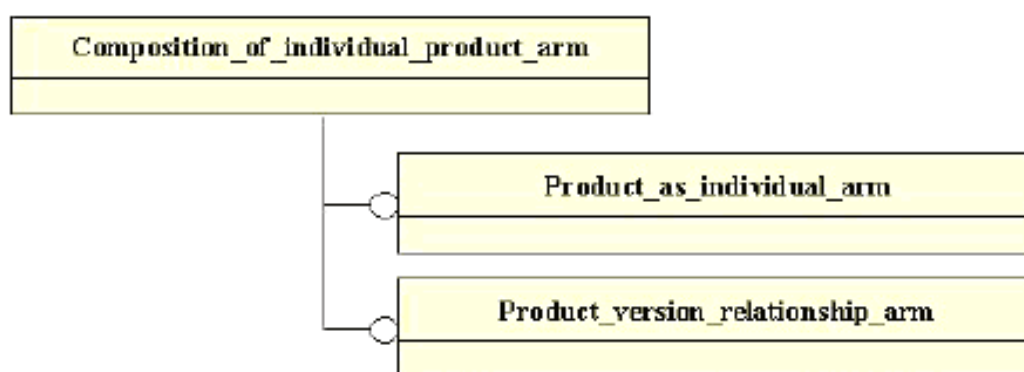 Composition_of_individual_product_arm
Product_as_individual_arm
Product_version_relationship_arm